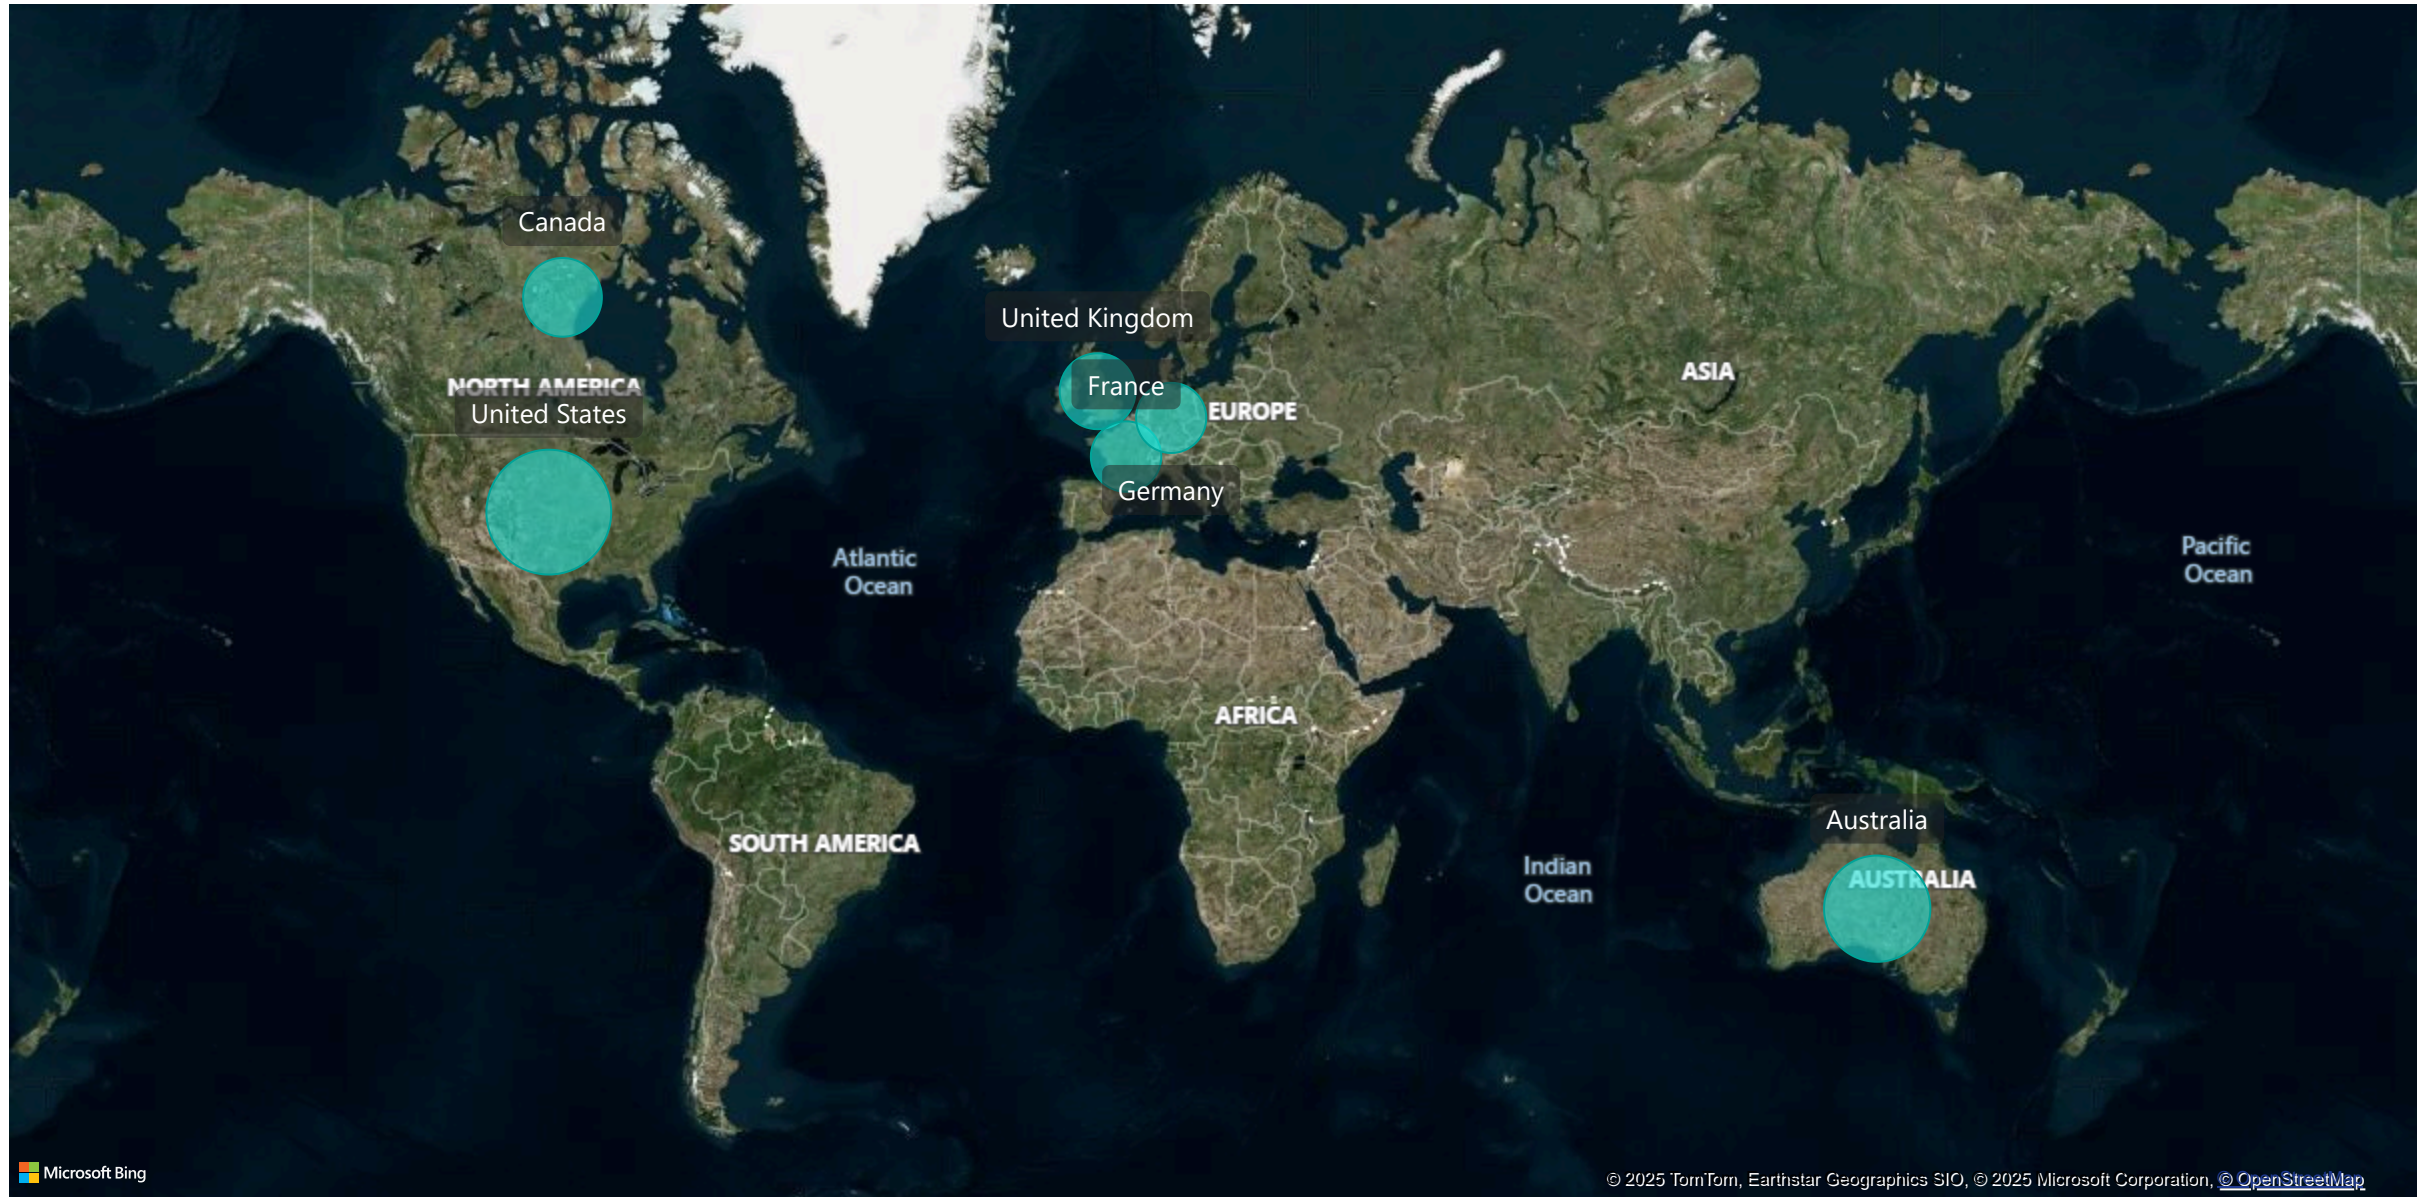 Canada
United Kingdom
ASIA
NORTH AMERICA
France
EUROPE
United States
Germany
Atlantic
Ocean
Pacific
Ocean
AFRICA
Australia
SOUTH AMERICA
Indian
Ocean
AUSTRALIA
Microsoft Bing
© 2025 TomTom, Earthstar Geographics SIO, © 2025 Microsoft Corporation, © OpenStreetMap